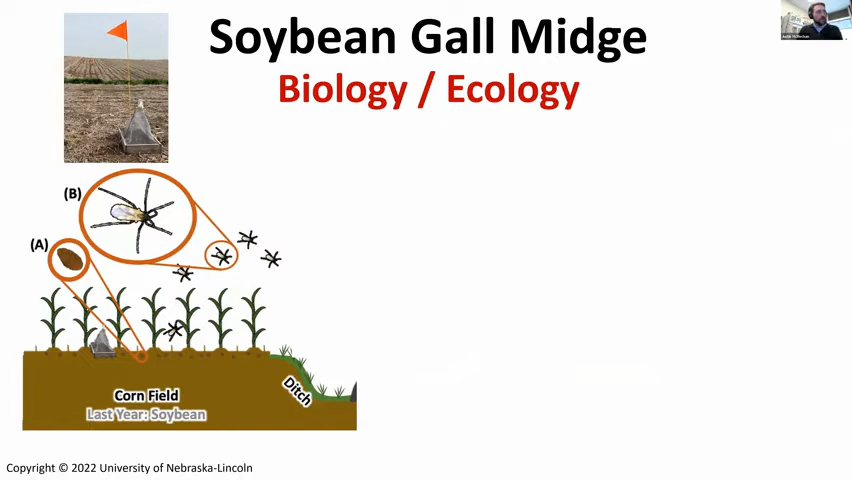 Soybean Gall Midge
Biology / Ecology
(B)
(A)
Ditch
Corn Field
Last Year: Soybean
Copyright © 2022 University of Nebraska-Lincoln